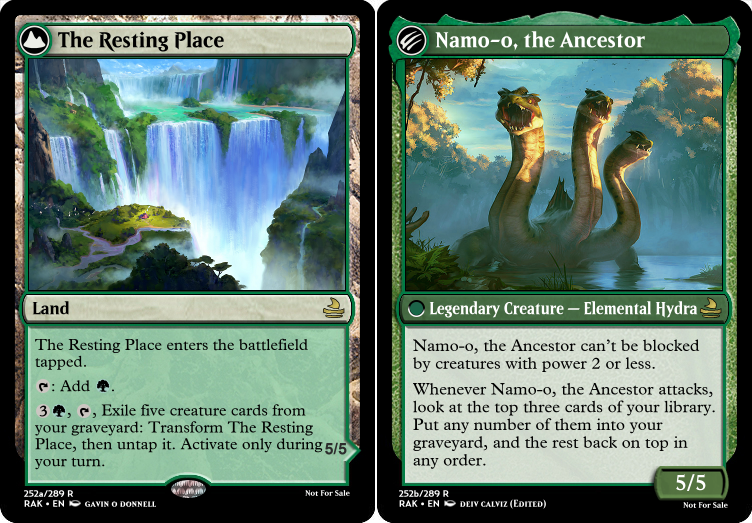 The Resting Place
Land
The Resting Place enters the battlefield
tapped.
: Add .
3 , , Exile five creature cards from
your graveyard: Transform The Resting
Place, then untap it. Activate only during
your turn.
5/5
252a/289 R
RAK • EN GAVIN O DONNELL
Not For Sale
Namo-o, the Ancestor
Legendary Creature — Elemental Hydra
Namo-o, the Ancestor can't be blocked
by creatures with power 2 or less.
Whenever Namo-o, the Ancestor attacks,
look at the top three cards of your library.
Put any number of them into your
graveyard, and the rest back on top in
any order.
5/5
252b/289 R
RAK • EN DEIV CALVIZ (EDITED)
Not For Sale